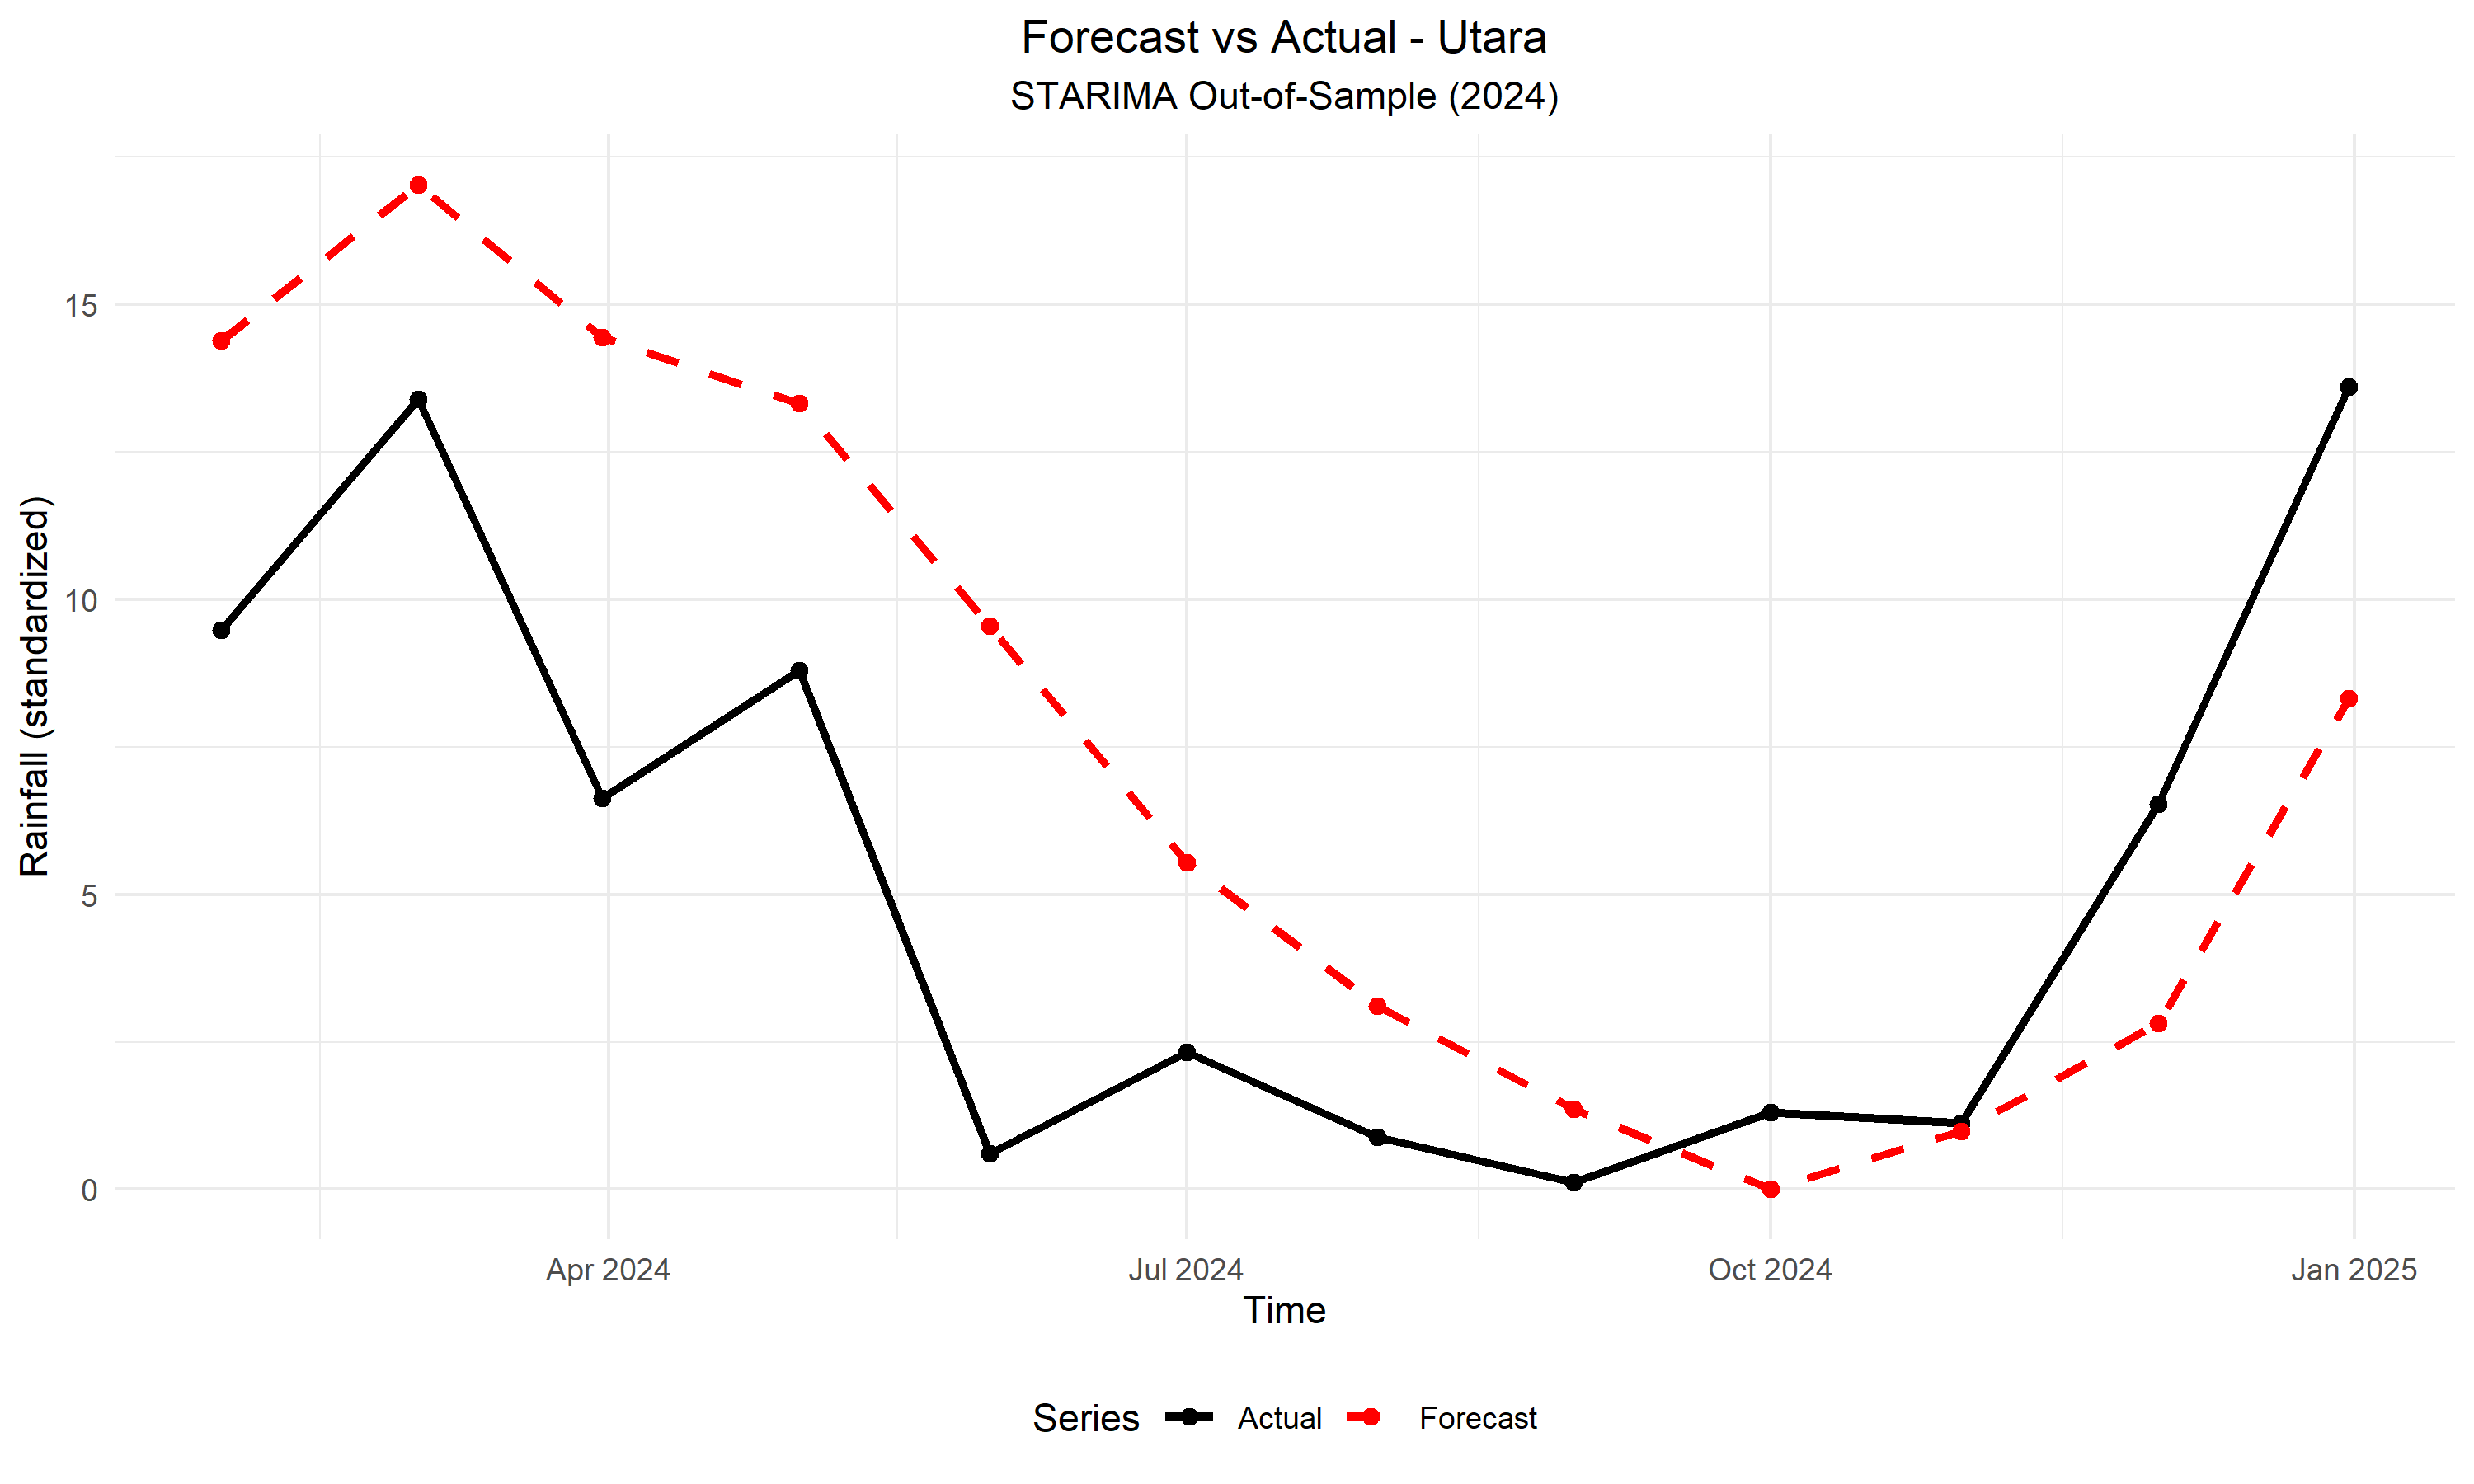 Forecast vs Actual - Utara
STARIMA Out-of-Sample (2024)
Rainfall (standardized)
15
10
5
0
Apr 2024
Jul 2024
Oct 2024
Jan 2025
Time
Series
Actual
Forecast